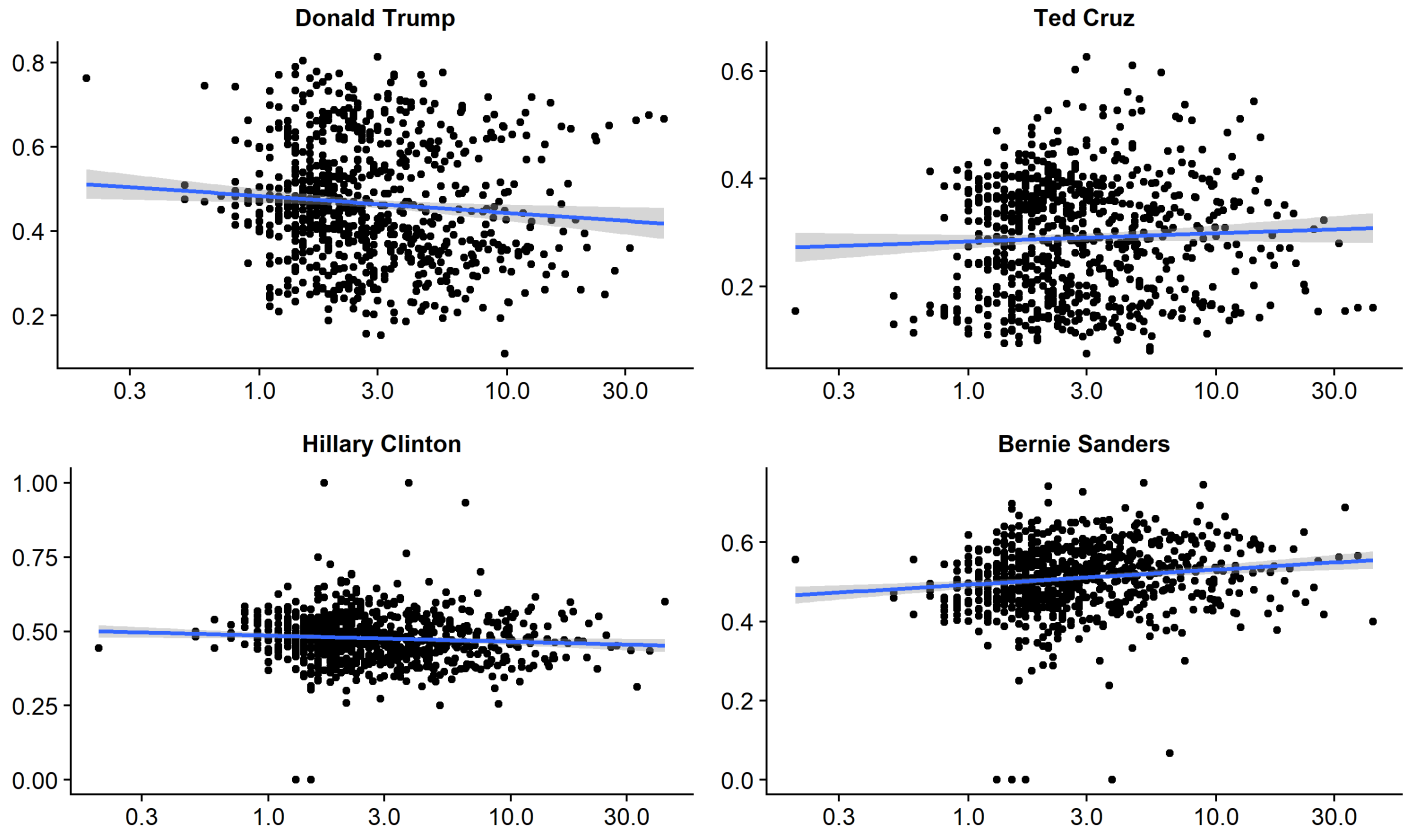 Donald Trump
0.8
0.6
0.4
0.2
0.3 1.0 3.0 10.0 30.0
Ted Cruz
0.6
0.4
0.2
0.3 1.0 3.0 10.0 30.0
Hillary Clinton
1.00
0.75
0.50
0.25
0.00
0.3 1.0 3.0 10.0 30.0
Bernie Sanders
0.6
0.4
0.2
0.0
0.3 1.0 3.0 10.0 30.0